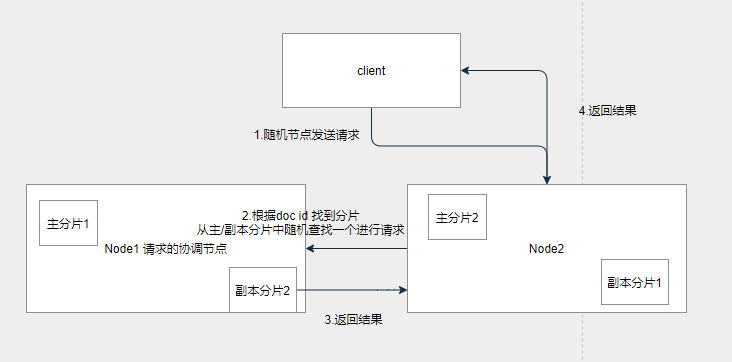 client
1.随机节点发送请求
4.返回结果
主分片1
Node1 请求的协调节点
副本分片2
2.根据doc id 找到分片
从主/副本分片中随机查找一个进行请求
3.返回结果
主分片2
Node2
副本分片1